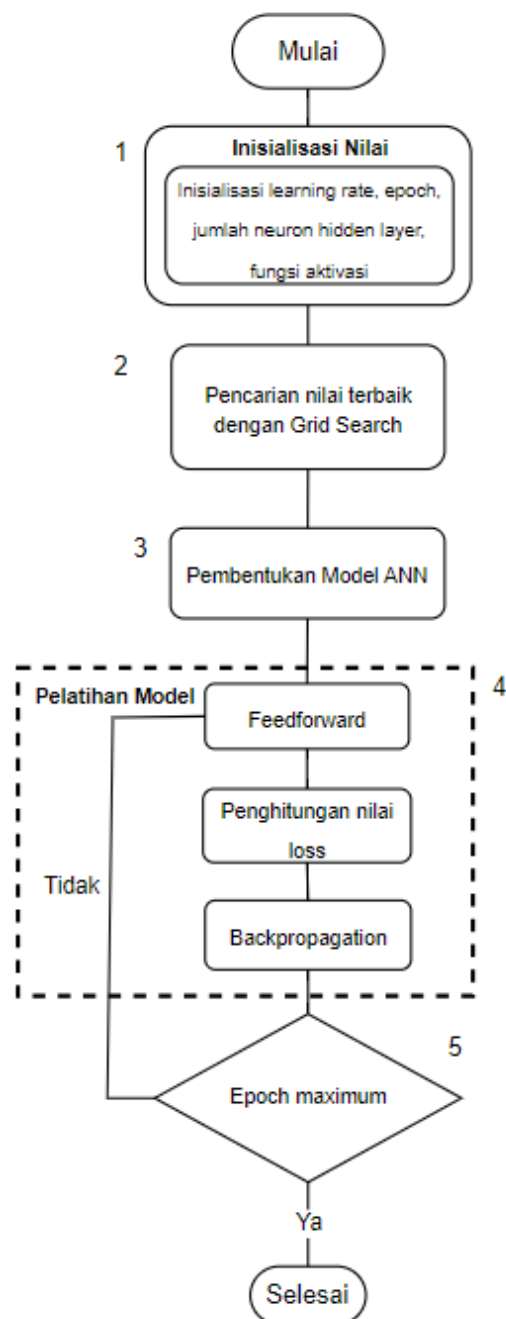 Mulai
1
Inisialisasi Nilai
Inisialisasi learning rate, epoch,
jumlah neuron hidden layer,
fungsi aktivasi
2
Pencarian nilai terbaik
dengan Grid Search
3
Pembentukan Model ANN
4
Pelatihan Model
Feedforward
Penghitungan nilai
loss
Tidak
Backpropagation
5
Epoch maximum
Ya
Selesai